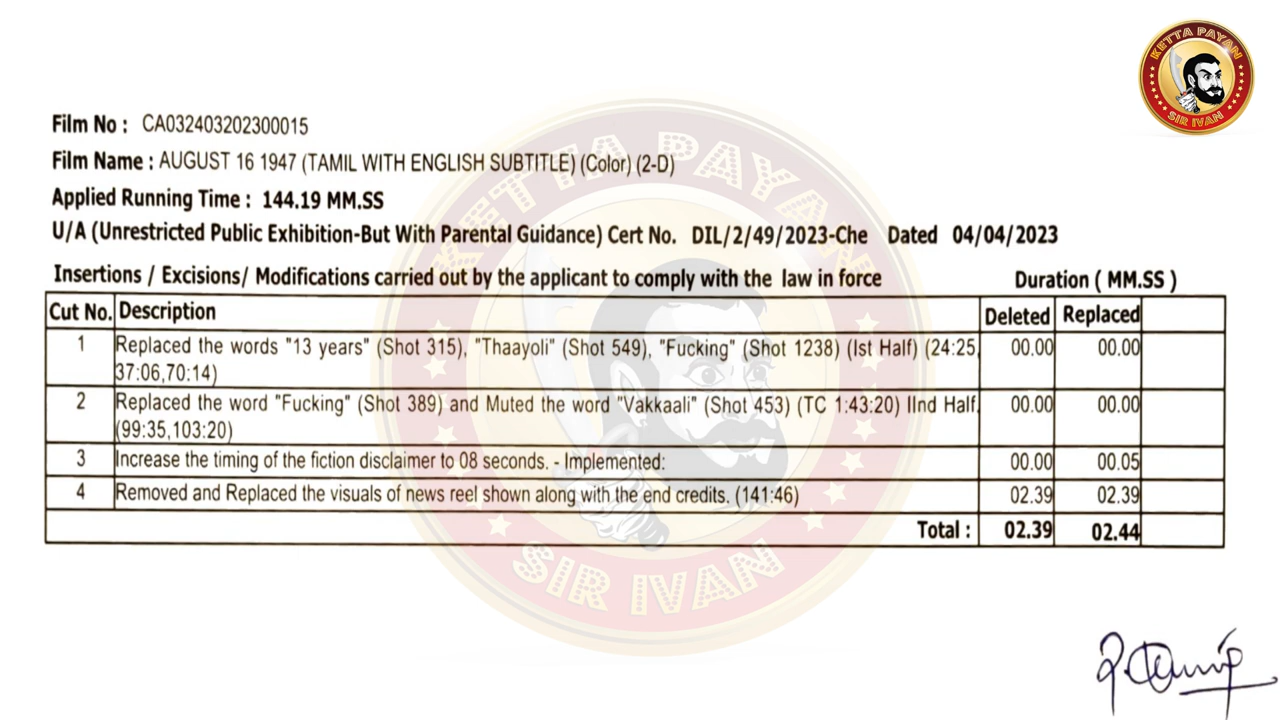 KETTA PAYAN
SIR IVAN
Film No : CA032403202300015
Film Name : AUGUST 16 1947 (TAMIL WITH ENGLISH SUBTITLE) (Color) (2-D)
Applied Running Time : 144.19 MM.SS
U/A (Unrestricted Public Exhibition-But With Parental Guidance) Cert No. DIL/2/49/2023-Che Dated 04/04/2023
Insertions / Excisions/ Modifications carried out by the applicant to comply with the law in force Duration ( MM.SS )
Cut No. Description Deleted Replaced
1 Replaced the words "13 years" (Shot 315), "Thaayoli" (Shot 549), "Fucking" (Shot 1238) (Ist Half) (24:25, 00.00 00.00
37:06,70:14)
2 Replaced the word "Fucking" (Shot 389) and Muted the word "Vakkaali" (Shot 453) (TC 1:43:20) IInd Half. 00.00 00.00
(99:35,103:20)
3 Increase the timing of the fiction disclaimer to 08 seconds. - Implemented: 00.00 00.05
4 Removed and Replaced the visuals of news reel shown along with the end credits. (141:46) 02.39 02.39
Total : 02.39 02.44
KETTA PAYAN
SIR IVAN